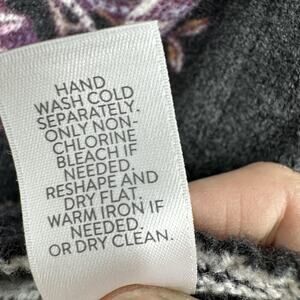 HAND
WASH COLD
SEPARATELY.
ONLY NON-
CHLORINE
BLEACH IF
NEEDED.
RESHAPE AND
DRY FLAT.
WARM IRON IF
NEEDED.
OR DRY CLEAN.